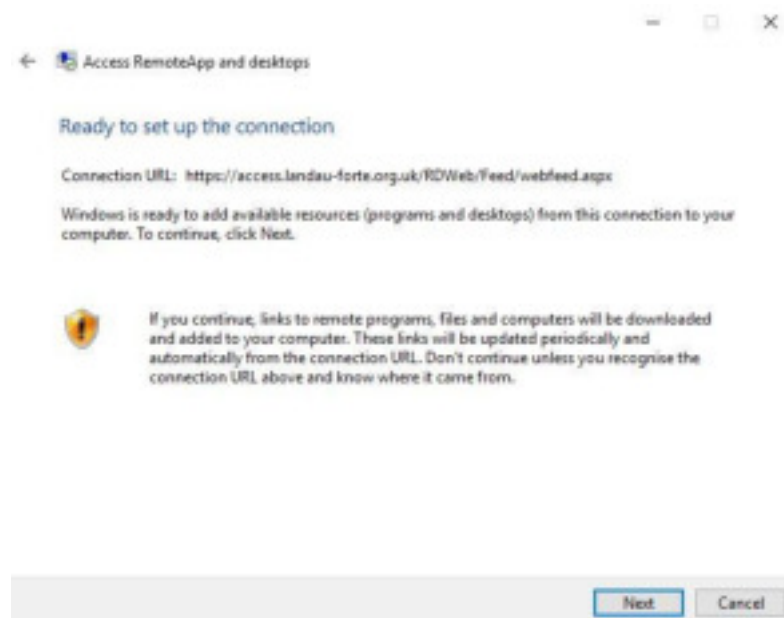 Access RemoteApp and desktops
Ready to set up the connection
Connection URL: https://access.landau-forte.org.uk/RDWeb/Feed/webfeed.aspx
Windows is ready to add available resources (programs and desktops) from this connection to your
computer. To continue, click Next.
If you continue, links to remote programs, files and computers will be downloaded
and added to your computer. These links will be updated periodically and
automatically from the connection URL. Don't continue unless you recognise the
connection URL above and know where it came from.
Next Cancel